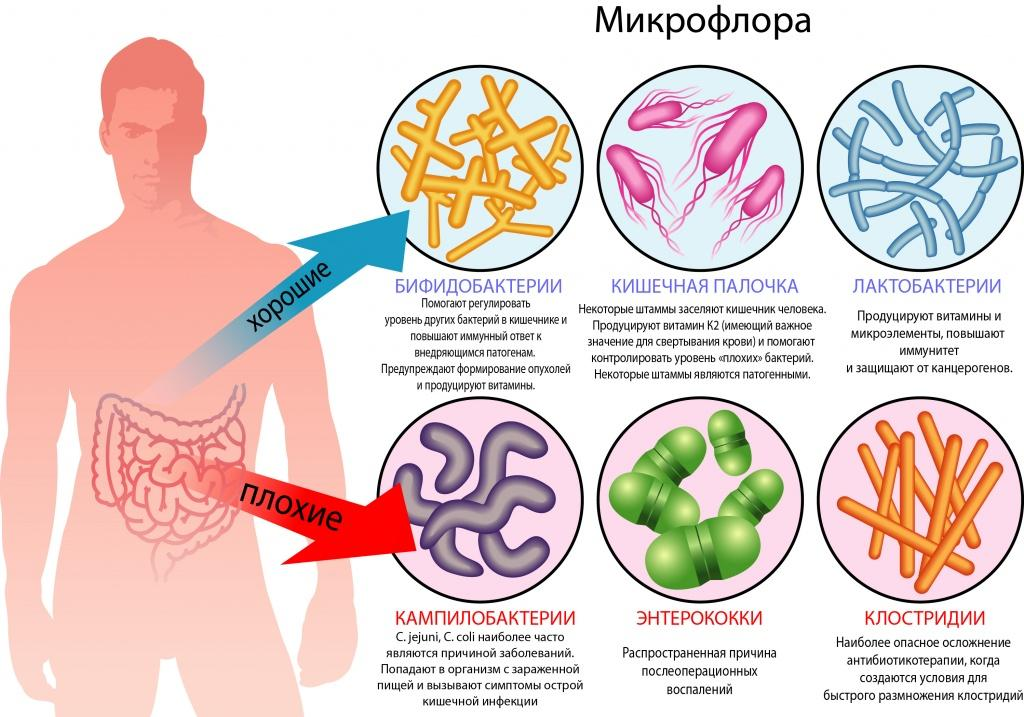 Микрофлора
хорошие
БИФИДОБАКТЕРИИ
Помогают регулировать
уровень других бактерий в кишечнике и
повышают иммунный ответ к
внедряющимся патогенам.
Предупреждают формирование опухолей
и продуцируют витамины.
КИШЕЧНАЯ ПАЛОЧКА
Некоторые штаммы заселяют кишечник человека.
Продуцируют витамин К2 (имеющий важное
значение для свертывания крови) и помогают
контролировать уровень «плохих» бактерий.
Некоторые штаммы являются патогенными.
ЛАКТОБАКТЕРИИ
Продуцируют витамины и
микроэлементы, повышают
иммунитет
и защищают от канцерогенов.
плохие
КАМПИЛОБАКТЕРИИ
C. jejuni, C. coli наиболее часто
являются причиной заболеваний.
Попадают в организм с зараженной
пищей и вызывают симптомы острой
кишечной инфекции
ЭНТЕРОКОККИ
Распространенная причина
послеоперационных
воспалений
КЛОСТРИДИИ
Наиболее опасное осложнение
антибиотикотерапии, когда
создаются условия для
быстрого размножения клостридий